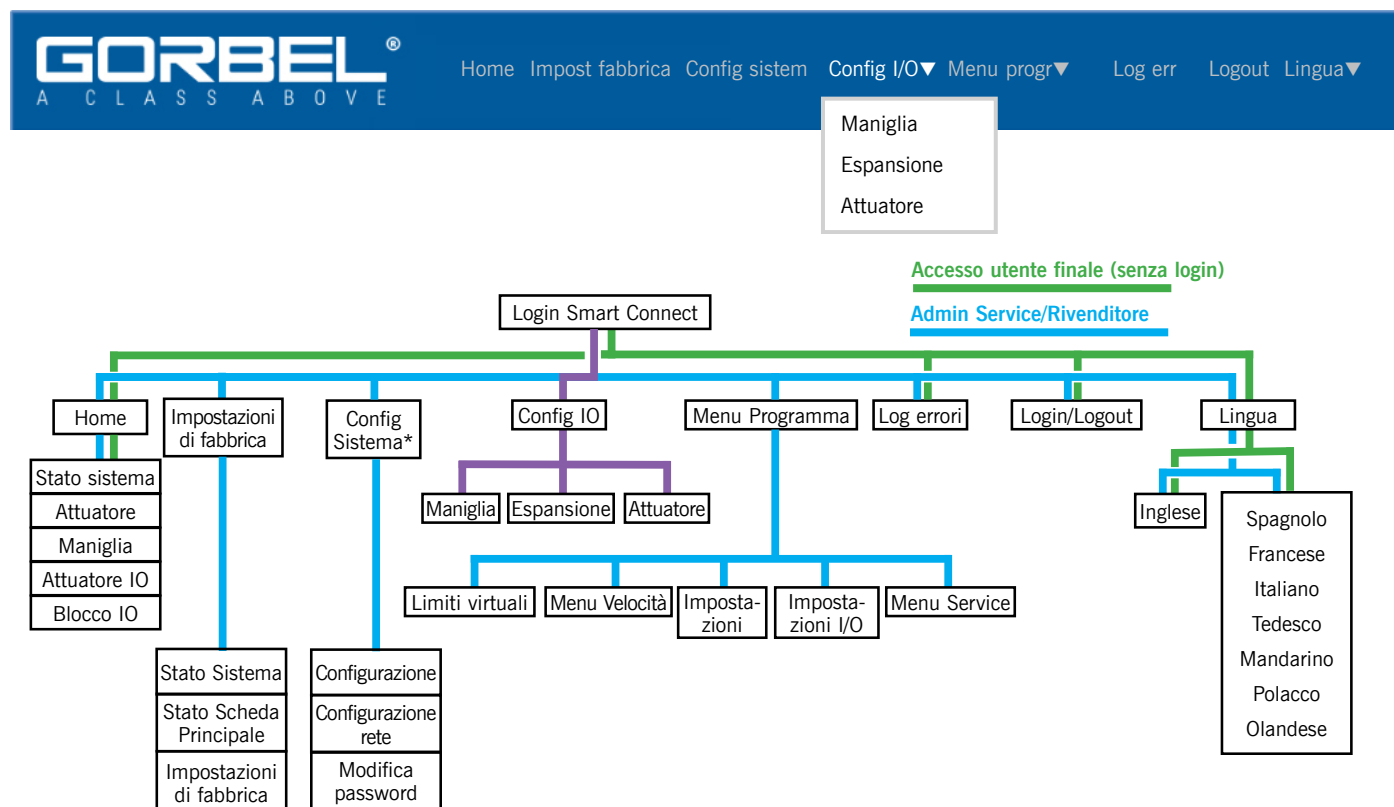 GORBEL®
A CLASS ABOVE
Home Impost fabbrica Config sistem Config I/O▼ Menu progr▼ Log err Logout Lingua▼
Maniglia
Espansione
Attuatore
Accesso utente finale (senza login)
Admin Service/Rivenditore
Login Smart Connect
Home
Impostazioni
di fabbrica
Config
Sistema*
Config IO
Menu Programma
Log errori
Login/Logout
Lingua
Stato sistema
Attuatore
Maniglia
Attuatore IO
Blocco IO
Maniglia
Espansione
Attuatore
Inglese
Spagnolo
Francese
Italiano
Tedesco
Mandarino
Polacco
Olandese
Limiti virtuali
Menu Velocità
Imposta-
zioni
Imposta-
zioni I/O
Menu Service
Stato Sistema
Stato Scheda
Principale
Impostazioni
di fabbrica
Configurazione
Configurazione
rete
Modifica
password